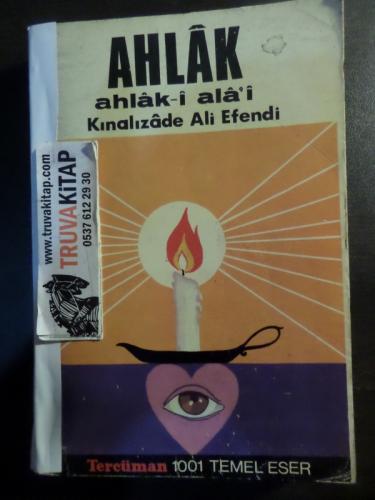 AHLÂK
ahlâk-î alâ'î
Kınalızâde Ali Efendi
www.truvakitap.com
TRUVAKİTAP
0537 612 29 30
Tercüman 1001 TEMEL ESER